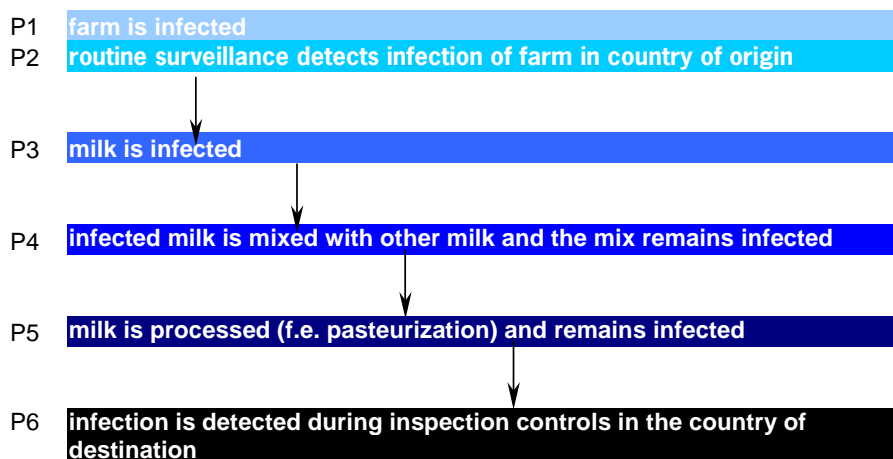 P1 farm is infected
P2 routine surveillance detects infection of farm in country of origin
P3 milk is infected
P4 infected milk is mixed with other milk and the mix remains infected
P5 milk is processed (f.e. pasteurization) and remains infected
P6 infection is detected during inspection controls in the country of
destination